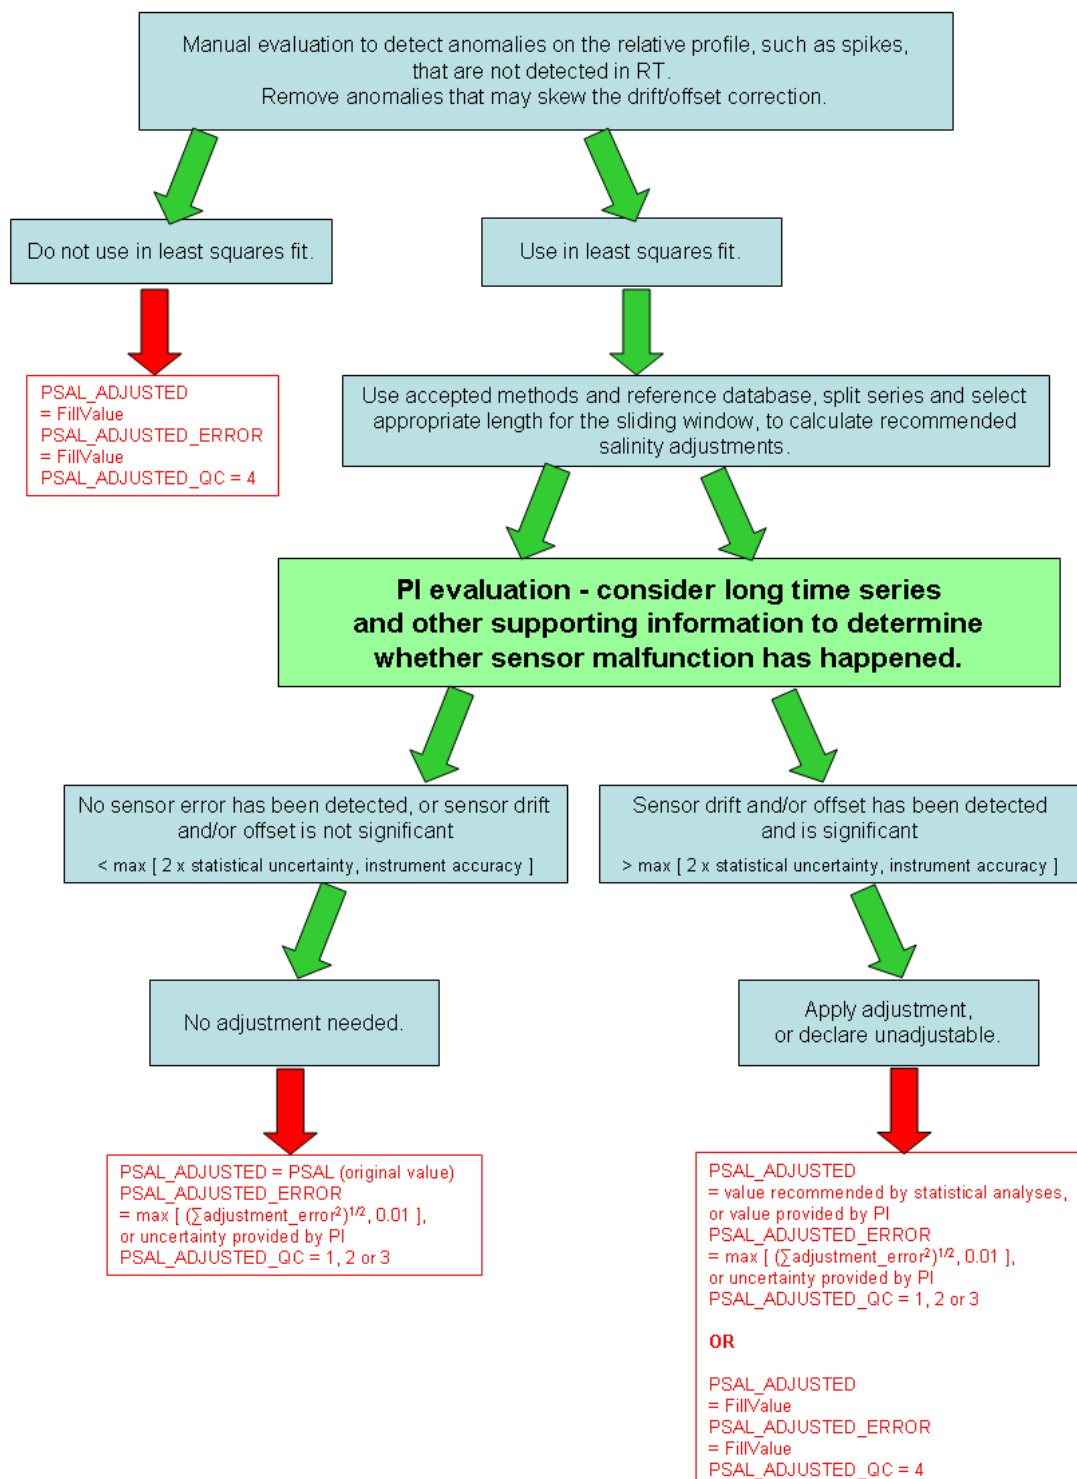 Manual evaluation to detect anomalies on the relative profile, such as spikes,
that are not detected in RT.
Remove anomalies that may skew the drift/offset correction.
Do not use in least squares fit.
Use in least squares fit.
PSAL_ADJUSTED
= FillValue
PSAL_ADJUSTED_ERROR
= FillValue
PSAL_ADJUSTED_QC = 4
Use accepted methods and reference database, split series and select
appropriate length for the sliding window, to calculate recommended
salinity adjustments.
PI evaluation - consider long time series
and other supporting information to determine
whether sensor malfunction has happened.
No sensor error has been detected, or sensor drift
and/or offset is not significant
< max [ 2 x statistical uncertainty, instrument accuracy ]
Sensor drift and/or offset has been detected
and is significant
> max [ 2 x statistical uncertainty, instrument accuracy ]
No adjustment needed.
Apply adjustment,
or declare unadjustable.
PSAL_ADJUSTED = PSAL (original value)
PSAL_ADJUSTED_ERROR
= max [ (∑adjustment_error²)¹/², 0.01 ],
or uncertainty provided by PI
PSAL_ADJUSTED_QC = 1, 2 or 3
PSAL_ADJUSTED
= value recommended by statistical analyses,
or value provided by PI
PSAL_ADJUSTED_ERROR
= max [ (∑adjustment_error²)¹/², 0.01 ],
or uncertainty provided by PI
PSAL_ADJUSTED_QC = 1, 2 or 3
OR
PSAL_ADJUSTED
= FillValue
PSAL_ADJUSTED_ERROR
= FillValue
PSAL_ADJUSTED_QC = 4